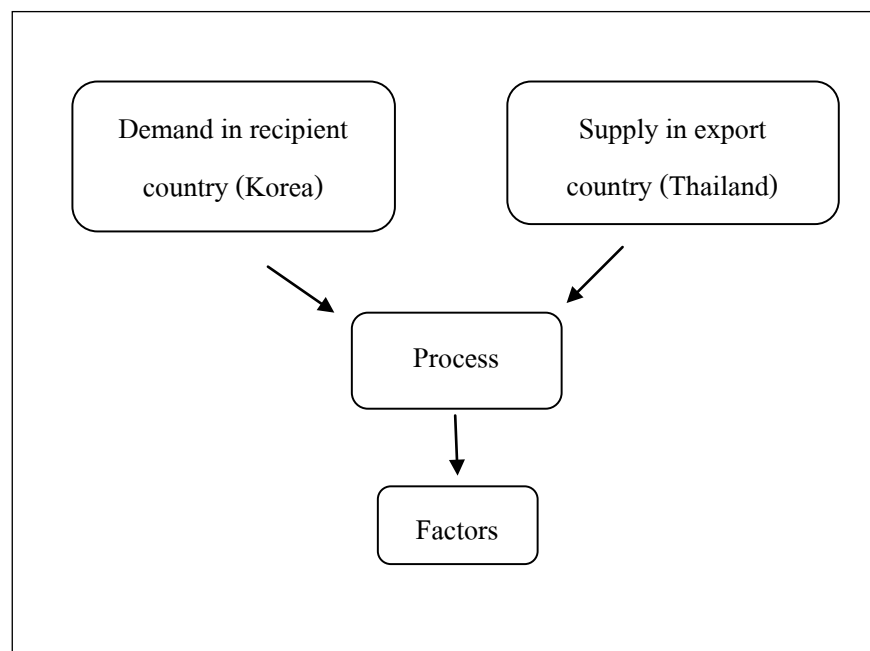 Demand in recipient
country (Korea)
Supply in export
country (Thailand)
Process
Factors